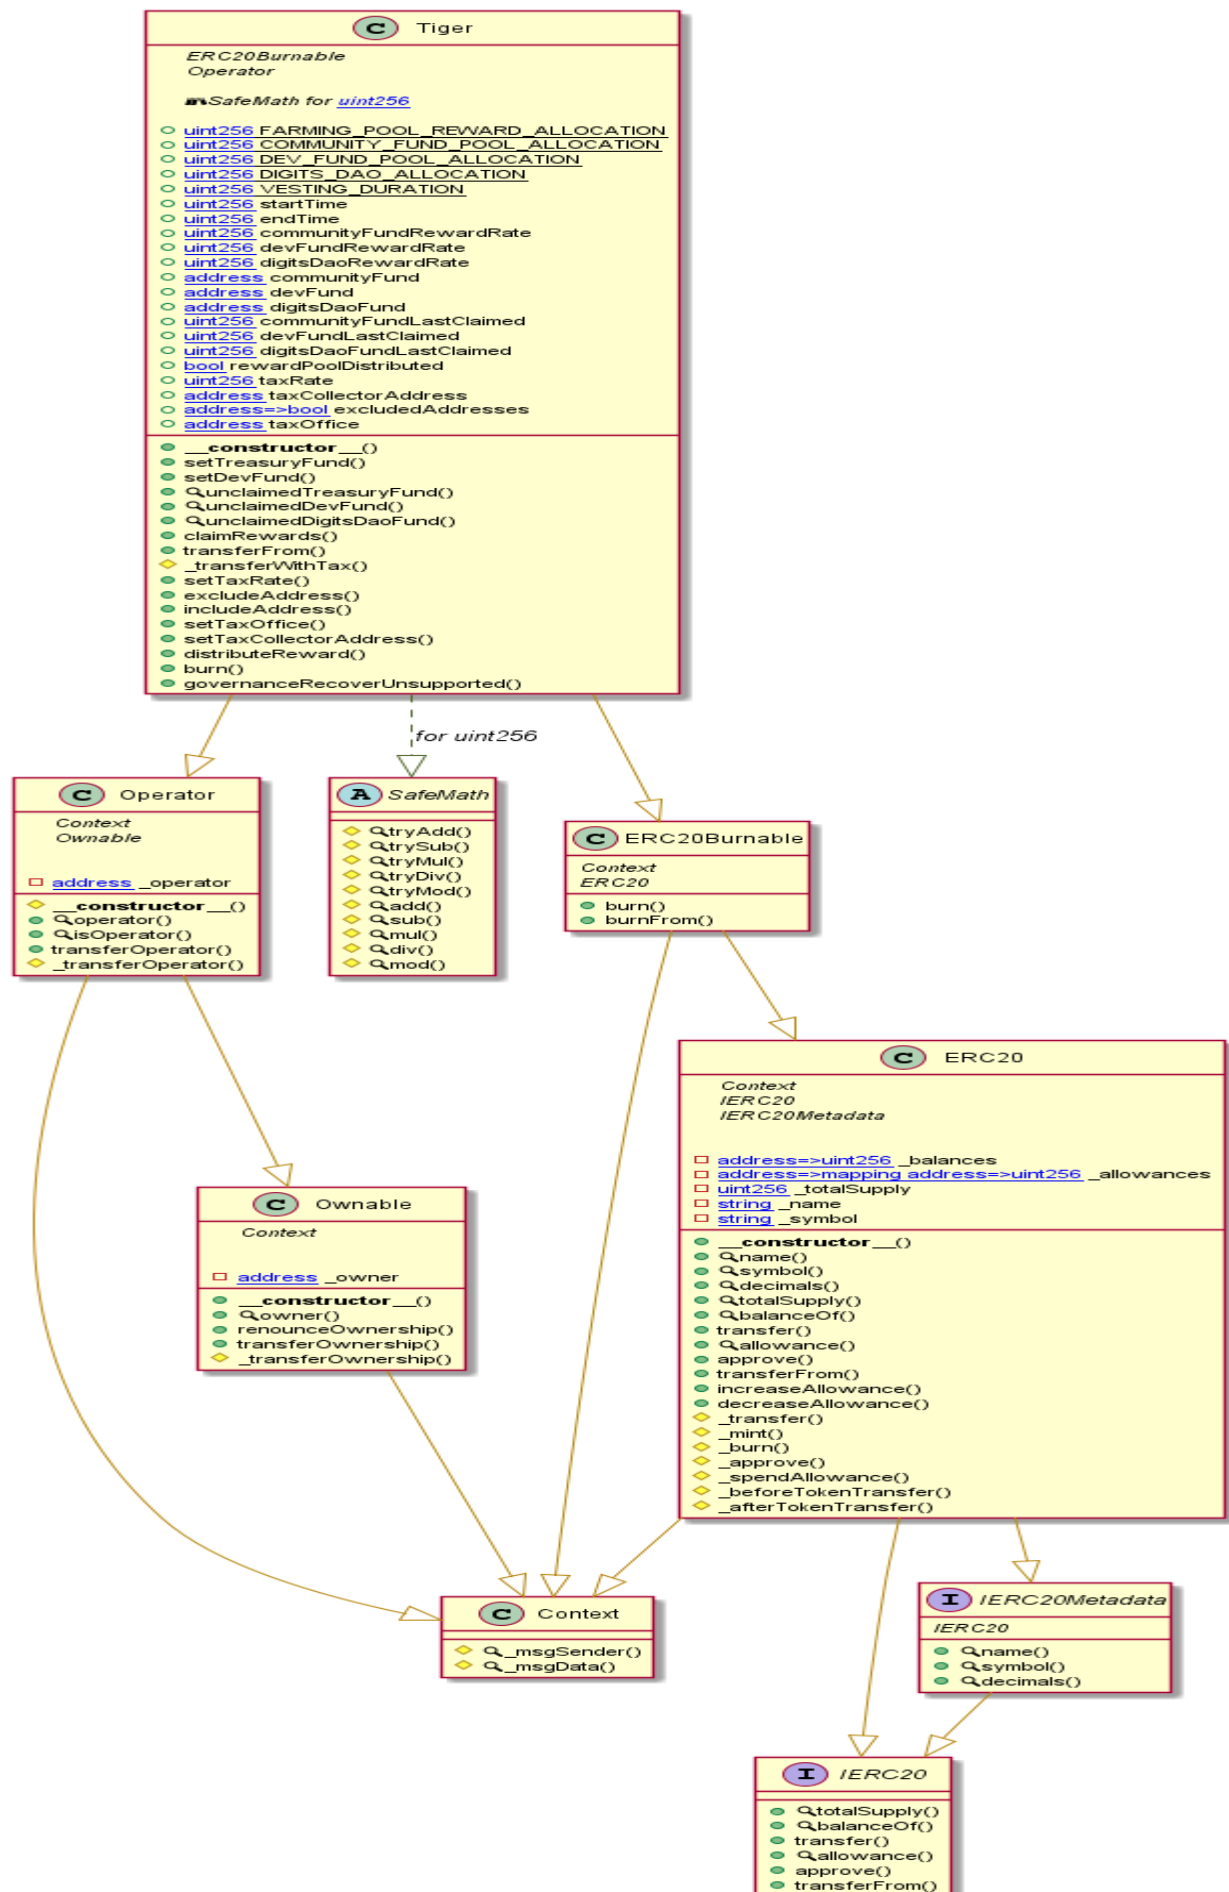 C Tiger
ERC20Burnable
Operator
SafeMath for uint256
uint256 FARMING_POOL_REWARD_ALLOCATION
uint256 COMMUNITY_FUND_POOL_ALLOCATION
uint256 DEV_FUND_POOL_ALLOCATION
uint256 DIGITS_DAO_ALLOCATION
uint256 VESTING_DURATION
uint256 startTime
uint256 endTime
uint256 communityFundRewardRate
uint256 devFundRewardRate
uint256 digitsDaoRewardRate
address communityFund
address devFund
address digitsDaoFund
uint256 communityFundLastClaimed
uint256 devFundLastClaimed
uint256 digitsDaoFundLastClaimed
bool rewardPoolDistributed
uint256 taxRate
address taxCollectorAddress
address=>bool excludedAddresses
address taxOffice
__constructor__()
setTreasuryFund()
setDevFund()
unclaimedTreasuryFund()
unclaimedDevFund()
unclaimedDigitsDaoFund()
claimRewards()
transferFrom()
_transferWithTax()
setTaxRate()
excludeAddress()
includeAddress()
setTaxOffice()
setTaxCollectorAddress()
distributeReward()
burn()
governanceRecoverUnsupported()
for uint256
C Operator
Context
Ownable
address _operator
__constructor__()
operator()
isOperator()
transferOperator()
_transferOperator()
A SafeMath
tryAdd()
trySub()
tryMul()
tryDiv()
tryMod()
add()
sub()
mul()
div()
mod()
C ERC20Burnable
Context
ERC20
burn()
burnFrom()
C ERC20
Context
IERC20
IERC20Metadata
address=>uint256 _balances
address=>mapping address=>uint256 _allowances
uint256 _totalSupply
string _name
string _symbol
__constructor__()
name()
symbol()
decimals()
totalSupply()
balanceOf()
transfer()
allowance()
approve()
transferFrom()
increaseAllowance()
decreaseAllowance()
_transfer()
_mint()
_burn()
_approve()
_spendAllowance()
_beforeTokenTransfer()
_afterTokenTransfer()
C Ownable
Context
address _owner
__constructor__()
owner()
renounceOwnership()
transferOwnership()
_transferOwnership()
C Context
_msgSender()
_msgData()
I IERC20Metadata
IERC20
name()
symbol()
decimals()
I IERC20
totalSupply()
balanceOf()
transfer()
allowance()
approve()
transferFrom()